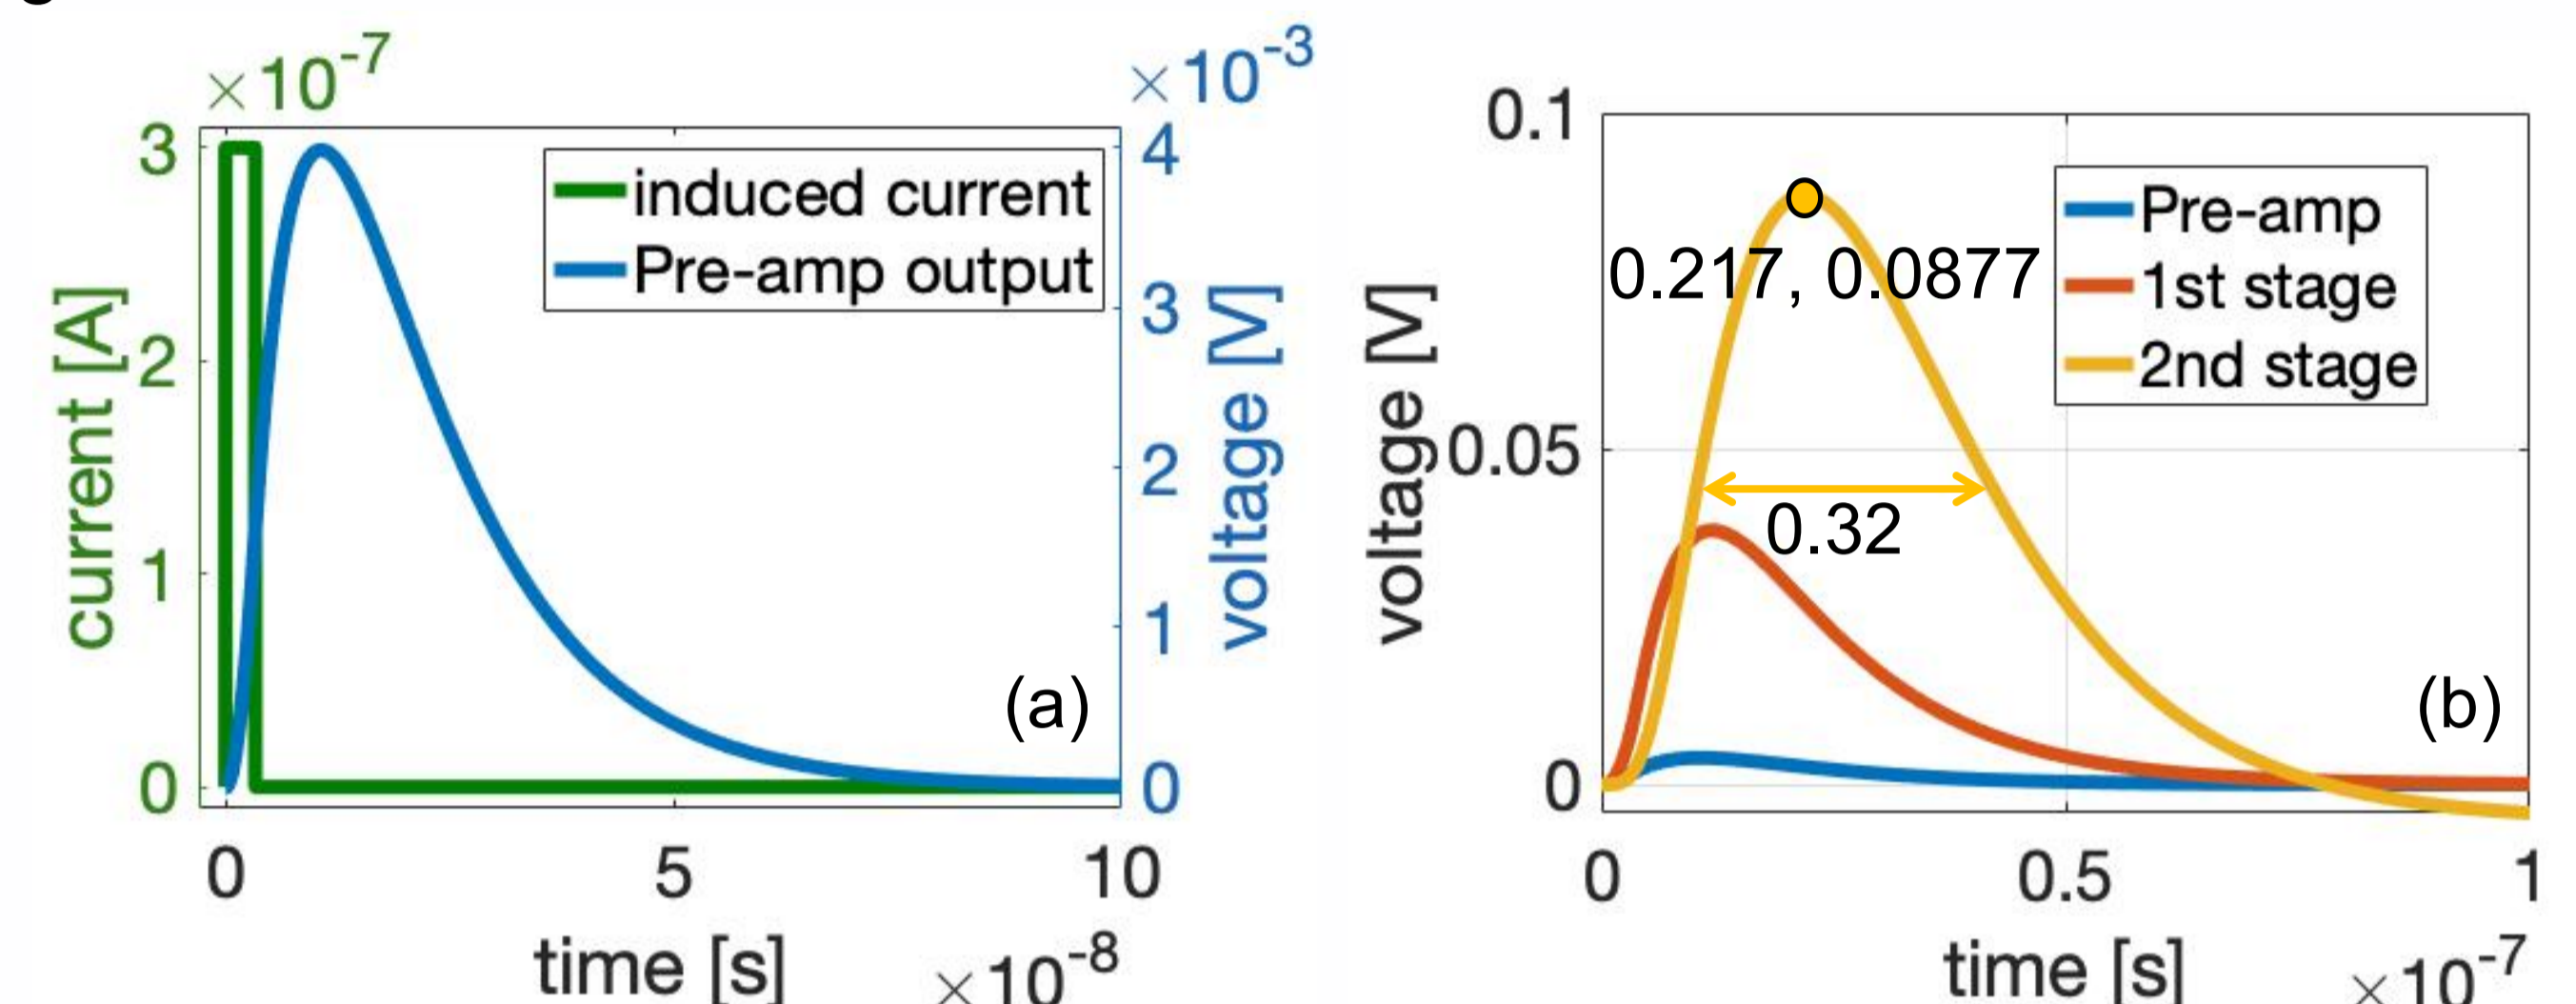 ×10-7
×10-3
3
2
1
0
current [A]
induced current
Pre-amp output
4
3
2
1
0
voltage [V]
(a)
0
5
10
time [s]
×10-8
0.1
0.05
0
voltage [V]
0.217, 0.0877
0.32
Pre-amp
1st stage
2nd stage
(b)
0
0.5
1
time [s]
×10-7